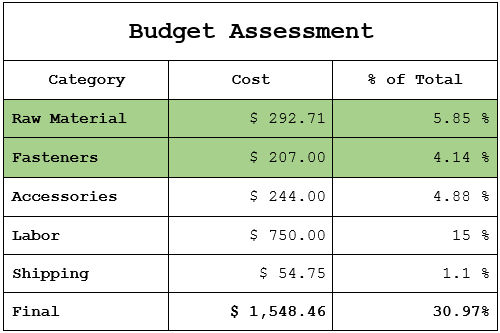 Budget Assessment
Category Cost % of Total
Raw Material $ 292.71 5.85 %
Fasteners $ 207.00 4.14 %
Accessories $ 244.00 4.88 %
Labor $ 750.00 15 %
Shipping $ 54.75 1.1 %
Final $ 1,548.46 30.97%